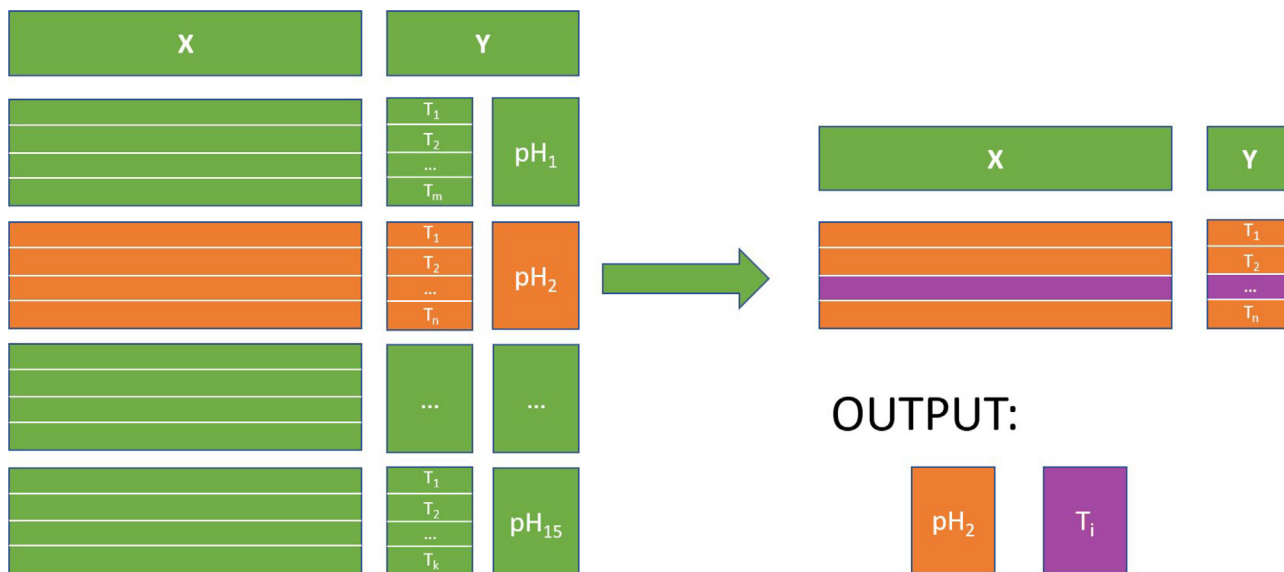 X Y
T₁
T₂
...
Tₘ
pH₁
T₁
T₂
...
Tₙ
pH₂
...
...
T₁
T₂
...
Tₖ
pH₁₅
X Y
T₁
T₂
...
Tₙ
OUTPUT:
pH₂ Tᵢ